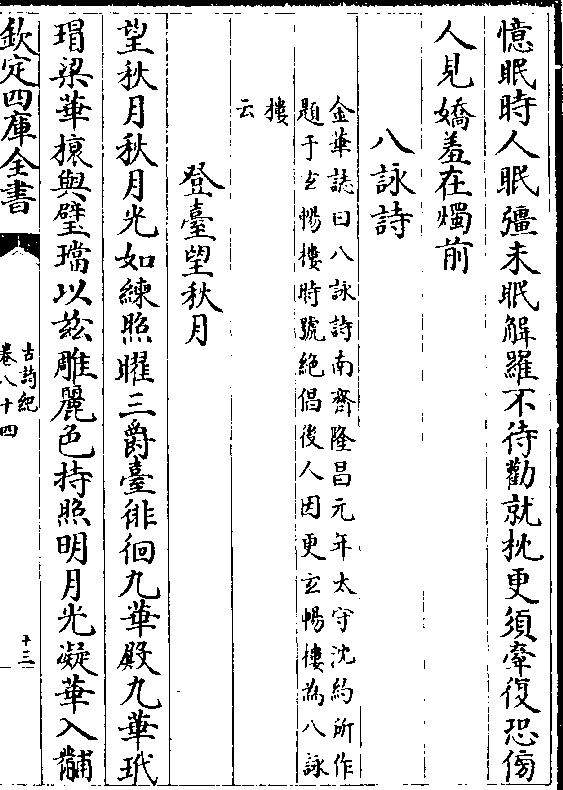 憶眠時人眠彊未眠解羅不待勸就枕更須牽復恐傍
人見嬌羞在燭前
八詠詩
金華誌曰八詠詩南齊隆昌元年太守沈約所作
題于玄暢樓時號絶倡後人因更玄暢樓為八詠
樓云
登臺望秋月
望秋月秋月光如練照曜三爵臺徘徊九華殿九華玳
瑁梁華榱與璧璫以兹雕麗色持照明月光凝華入黼
欽定四庫全書
古詩紀
卷八十四
十三